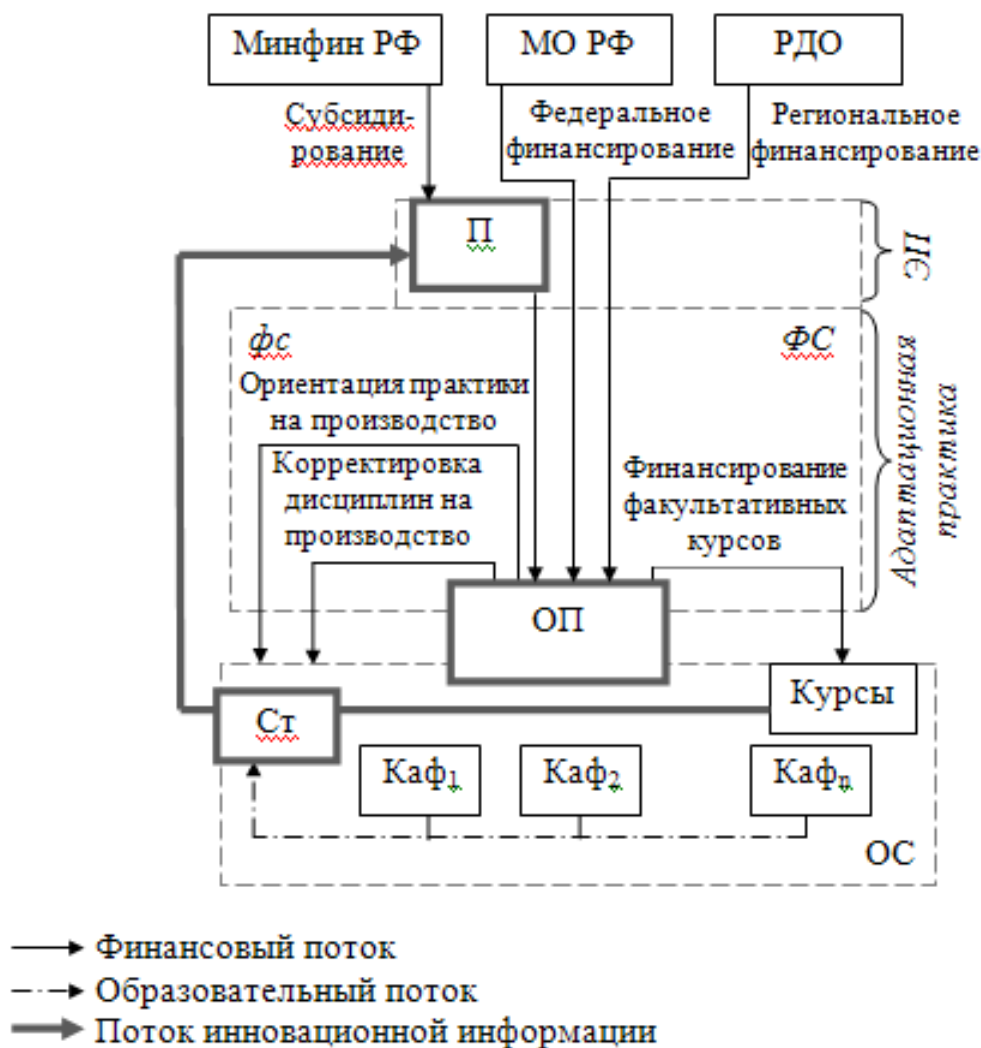 Минфин РФ
МО РФ
РДО
Субсиди-
рование
Федеральное
финансирование
Региональное
финансирование
П
ЭП
фс
ФС
Ориентация практики
на производство
Корректировка
дисциплин на
производство
Финансирование
факультативных
курсов
Адаптационная
практика
ОП
Курсы
Ст
Каф1
Каф2
Кафn
ОС
Финансовый поток
Образовательный поток
Поток инновационной информации